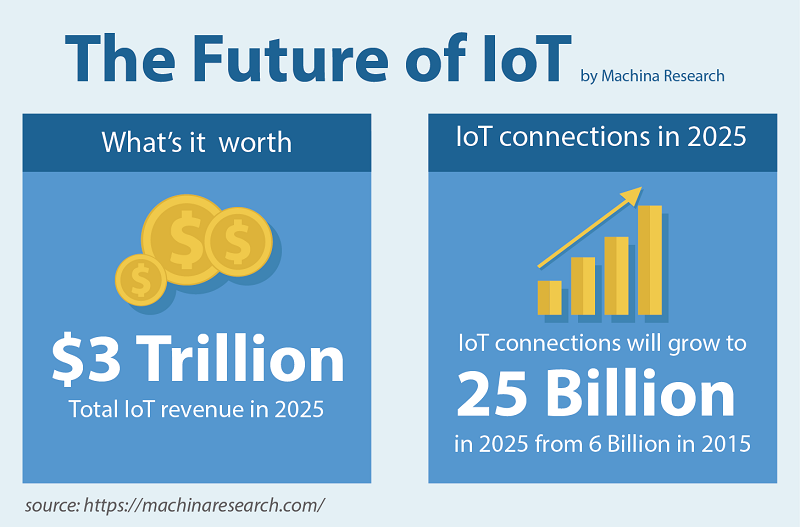 The Future of IoT by Machina Research
What's it worth
$ $ $
$3 Trillion
Total IoT revenue in 2025
IoT connections in 2025
IoT connections will grow to
25 Billion
in 2025 from 6 Billion in 2015
source: https://machinaresearch.com/